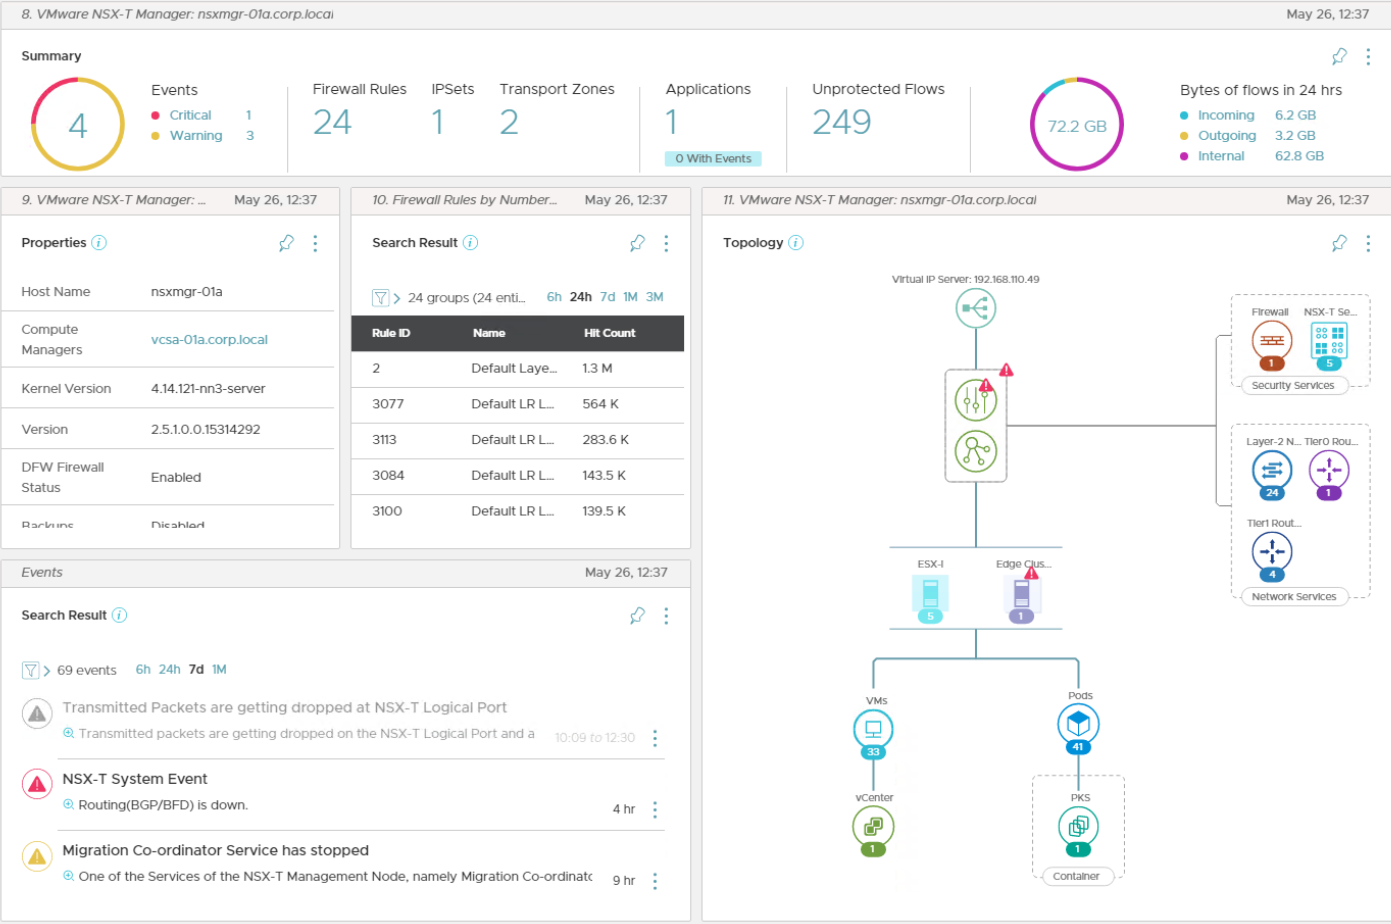 8. VMware NSX-T Manager: nsxmgr-01a.corp.local
May 26, 12:37
Summary
4
Events
Critical 1
Warning 3
Firewall Rules
24
IPSets
1
Transport Zones
2
Applications
1
0 With Events
Unprotected Flows
249
72.2 GB
Bytes of flows in 24 hrs
Incoming 6.2 GB
Outgoing 3.2 GB
Internal 62.8 GB
9. VMware NSX-T Manager: ...
May 26, 12:37
Properties
Host Name nsxmgr-01a
Compute
Managers
vcsa-01a.corp.local
Kernel Version 4.14.121-nn3-server
Version 2.5.1.0.0.15314292
DFW Firewall
Status
Enabled
Backups Disabled
10. Firewall Rules by Number...
May 26, 12:37
Search Result
24 groups (24 enti... 6h 24h 7d 1M 3M
Rule ID Name Hit Count
2 Default Laye... 1.3 M
3077 Default LR L... 564 K
3113 Default LR L... 283.6 K
3084 Default LR L... 143.5 K
3100 Default LR L... 139.5 K
Events
May 26, 12:37
Search Result
69 events 6h 24h 7d 1M
Transmitted Packets are getting dropped at NSX-T Logical Port
Transmitted packets are getting dropped on the NSX-T Logical Port and a
10:09 to 12:30
NSX-T System Event
Routing(BGP/BFD) is down.
4 hr
Migration Co-ordinator Service has stopped
One of the Services of the NSX-T Management Node, namely Migration Co-ordinato
9 hr
11. VMware NSX-T Manager: nsxmgr-01a.corp.local
May 26, 12:37
Topology
Virtual IP Server: 192.168.110.49
Firewall NSX-T Se...
1 5
Security Services
Layer-2 N... Tier0 Rou...
24 1
Tier1 Rout...
4
Network Services
ESX-I Edge Clus...
5 1
VMs
33
Pods
41
vCenter
1
PKS
1
Container